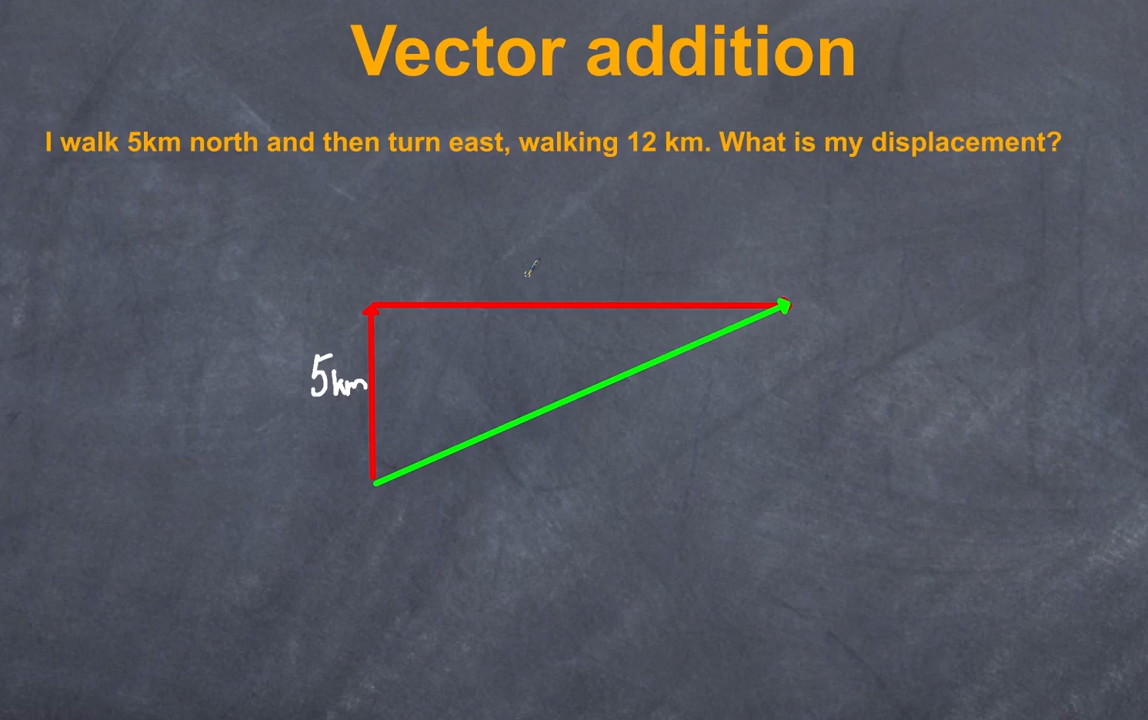 Vector addition
I walk 5km north and then turn east, walking 12 km. What is my displacement?
5km